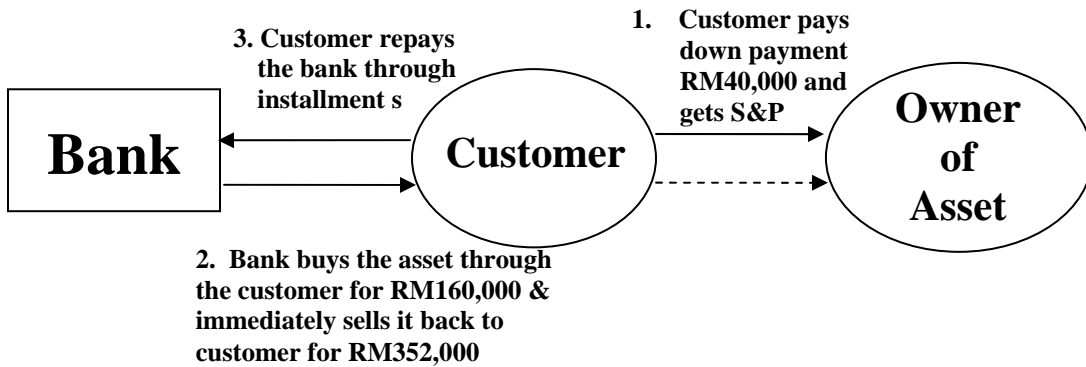 1. Customer pays
down payment
RM40,000 and
gets S&P
3. Customer repays
the bank through
installment s
Bank
Customer
Owner
of
Asset
2. Bank buys the asset through
the customer for RM160,000 &
immediately sells it back to
customer for RM352,000